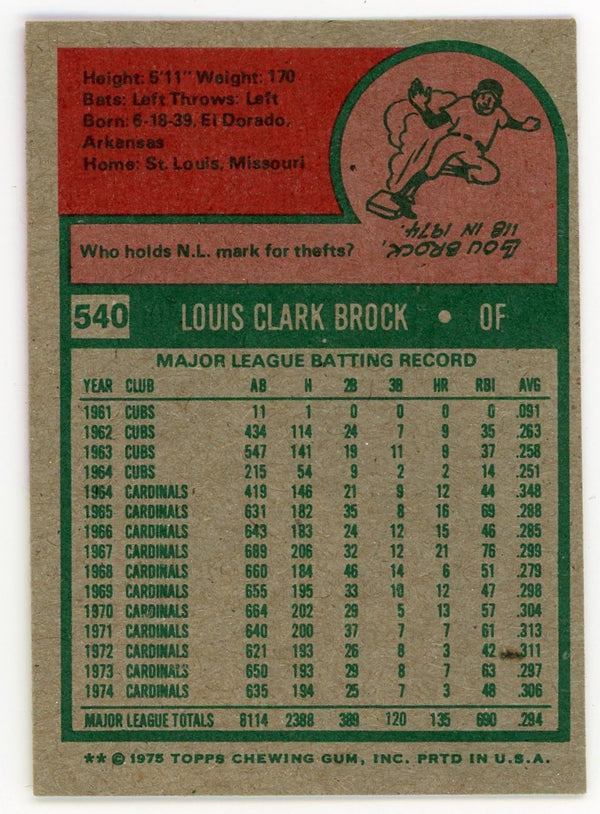 Height: 5'11" Weight: 170
Bats: Left Throws: Left
Born: 6-18-39, El Dorado,
Arkansas
Home: St. Louis, Missouri
Who holds N.L. mark for thefts?
LOU BROCK,
118 IN 1974.
540 LOUIS CLARK BROCK • OF
MAJOR LEAGUE BATTING RECORD
YEAR CLUB AB H 2B 3B HR RBI AVG
1961 CUBS 11 1 0 0 0 0 .091
1962 CUBS 434 114 24 7 9 35 .263
1963 CUBS 547 141 19 11 9 37 .258
1964 CUBS 215 54 9 2 2 14 .251
1964 CARDINALS 419 146 21 9 12 44 .348
1965 CARDINALS 631 182 35 8 16 69 .288
1966 CARDINALS 643 183 24 12 15 46 .285
1967 CARDINALS 689 206 32 12 21 76 .299
1968 CARDINALS 660 184 46 14 6 51 .279
1969 CARDINALS 655 195 33 10 12 47 .298
1970 CARDINALS 664 202 29 5 13 57 .304
1971 CARDINALS 640 200 37 7 7 61 .313
1972 CARDINALS 621 193 26 8 3 42 .311
1973 CARDINALS 650 193 29 8 7 63 .297
1974 CARDINALS 635 194 25 7 3 48 .306
MAJOR LEAGUE TOTALS 8114 2388 389 120 135 690 .294
** © 1975 TOPPS CHEWING GUM, INC. PRTD IN U.S.A.